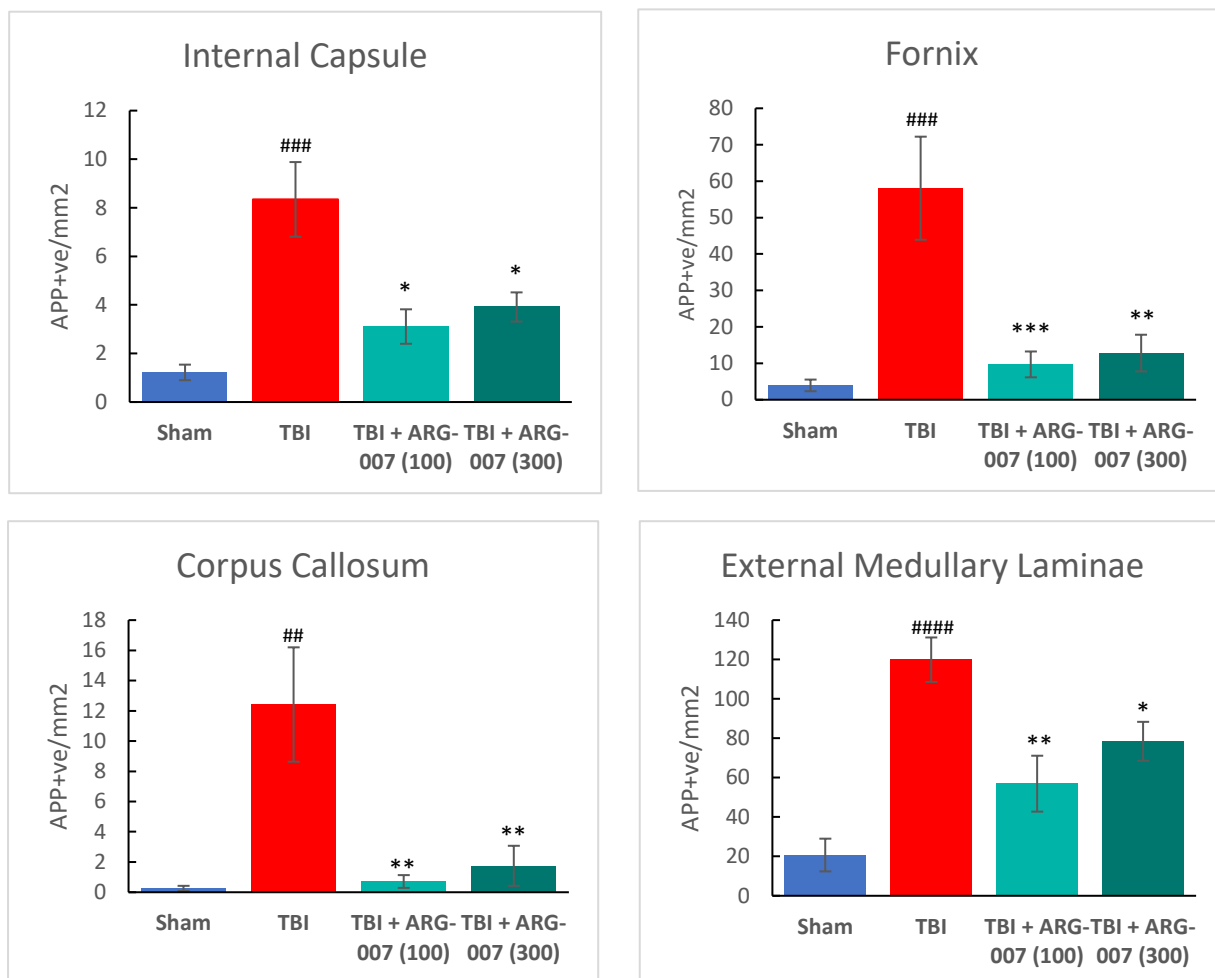 Internal Capsule
APP+ve/mm2
12
10
8
6
4
2
0
###
*
*
Sham
TBI
TBI + ARG-
007 (100)
TBI + ARG-
007 (300)
Fornix
APP+ve/mm2
80
70
60
50
40
30
20
10
0
###
***
**
Sham
TBI
TBI + ARG-
007 (100)
TBI + ARG-
007 (300)
Corpus Callosum
APP+ve/mm2
18
16
14
12
10
8
6
4
2
0
##
**
**
Sham
TBI
TBI + ARG-
007 (100)
TBI + ARG-
007 (300)
External Medullary Laminae
APP+ve/mm2
140
120
100
80
60
40
20
0
####
**
*
Sham
TBI
TBI + ARG-
007 (100)
TBI + ARG-
007 (300)